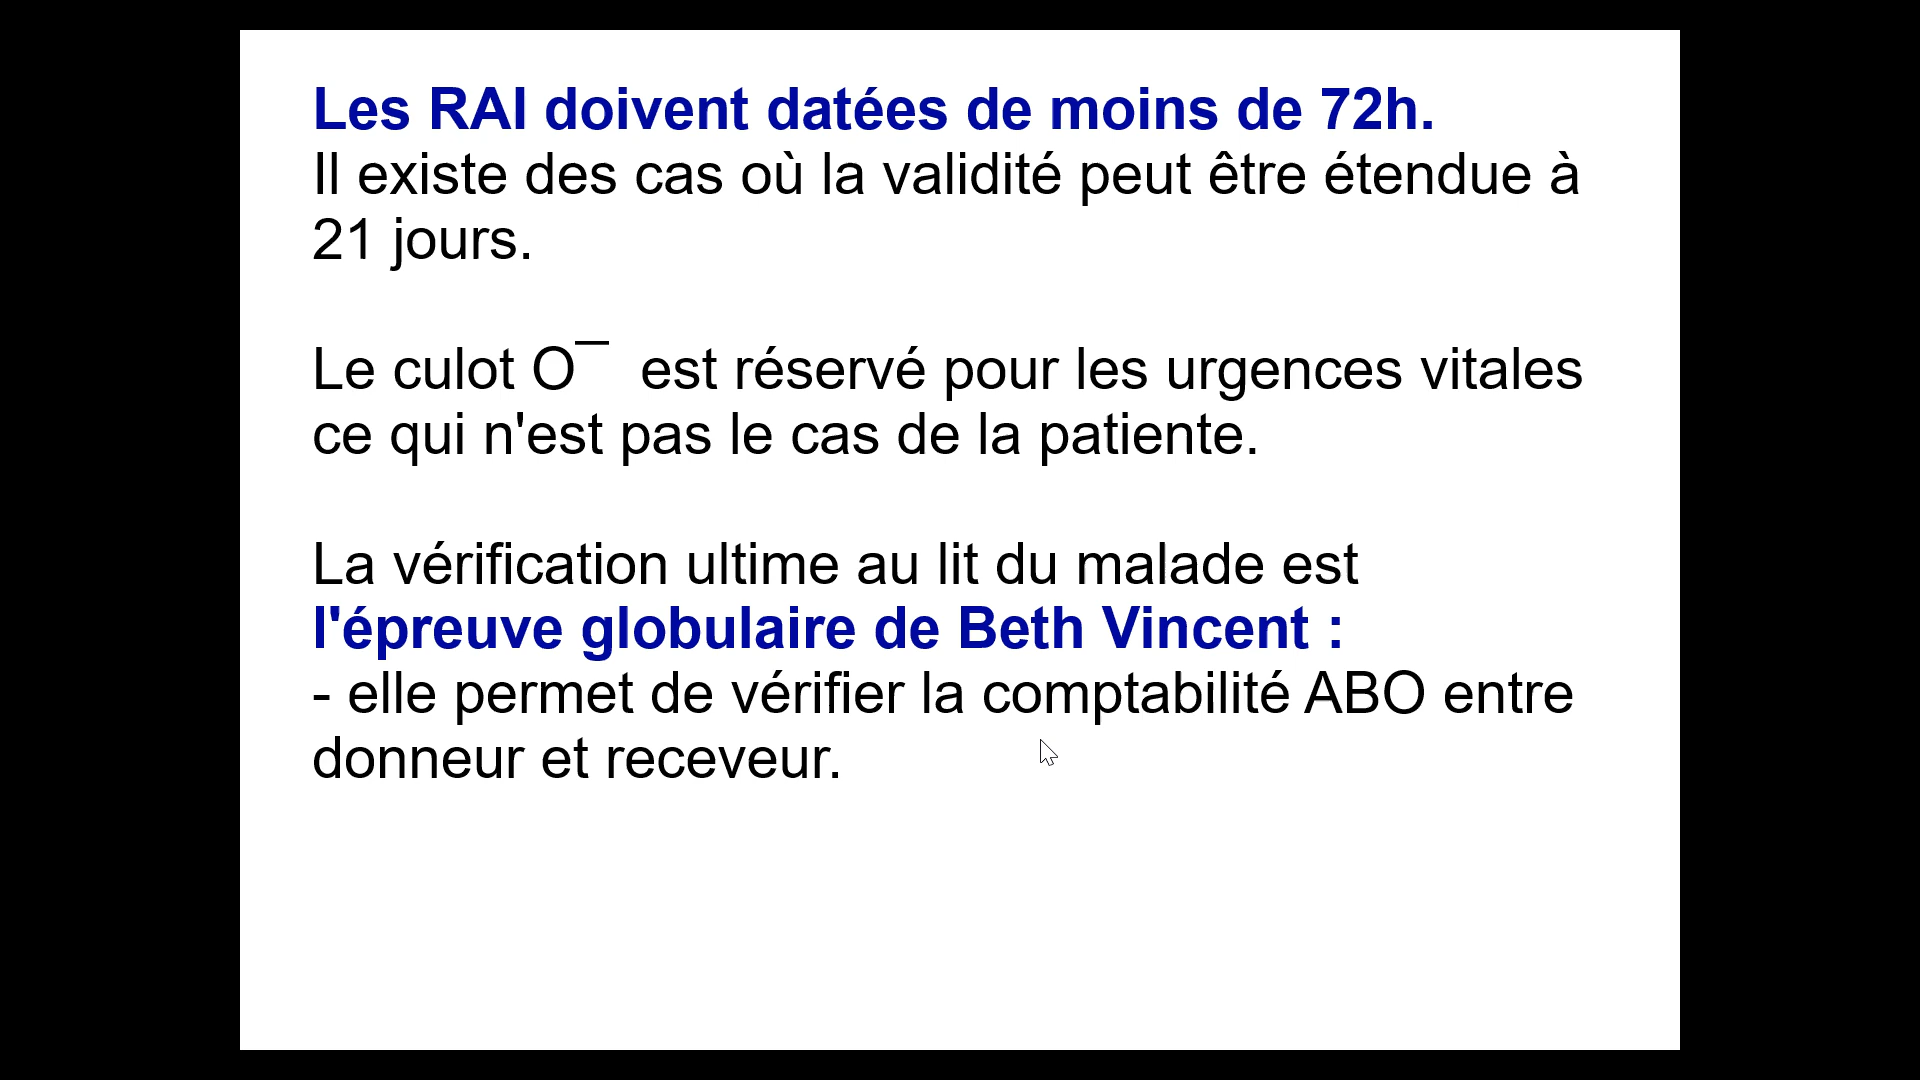 Les RAI doivent datées de moins de 72h.
Il existe des cas où la validité peut être étendue à
21 jours.
Le culot O¯ est réservé pour les urgences vitales
ce qui n'est pas le cas de la patiente.
La vérification ultime au lit du malade est
l'épreuve globulaire de Beth Vincent :
- elle permet de vérifier la comptabilité ABO entre
donneur et receveur.